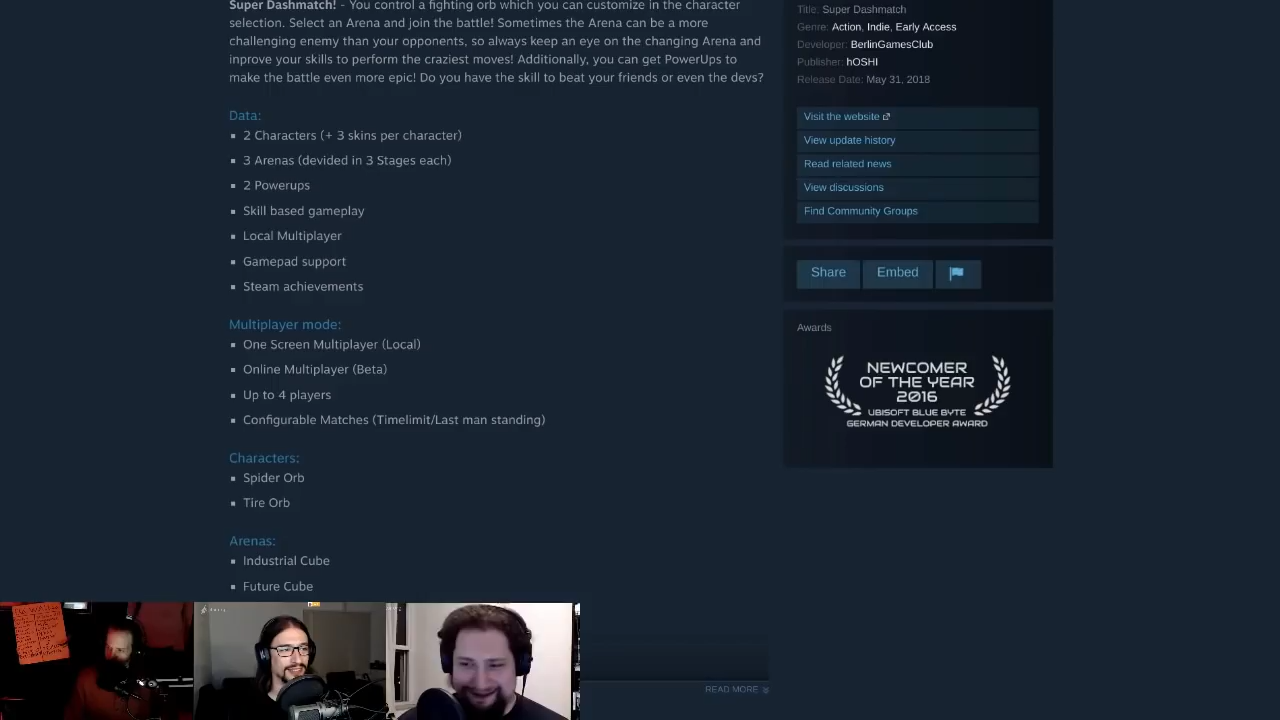 Super Dashmatch! - You control a fighting orb which you can customize in the character
selection. Select an Arena and join the battle! Sometimes the Arena can be a more
challenging enemy than your opponents, so always keep an eye on the changing Arena and
inprove your skills to perform the craziest moves! Additionally, you can get PowerUps to
make the battle even more epic! Do you have the skill to beat your friends or even the devs?
Data:
2 Characters (+ 3 skins per character)
3 Arenas (devided in 3 Stages each)
2 Powerups
Skill based gameplay
Local Multiplayer
Gamepad support
Steam achievements
Multiplayer mode:
One Screen Multiplayer (Local)
Online Multiplayer (Beta)
Up to 4 players
Configurable Matches (Timelimit/Last man standing)
Characters:
Spider Orb
Tire Orb
Arenas:
Industrial Cube
Future Cube
READ MORE
Title: Super Dashmatch
Genre: Action, Indie, Early Access
Developer: BerlinGamesClub
Publisher: hOSHI
Release Date: May 31, 2018
Visit the website
View update history
Read related news
View discussions
Find Community Groups
Share Embed
Awards
NEWCOMER
OF THE YEAR
2016
UBISOFT BLUE BYTE
GERMAN DEVELOPER AWARD